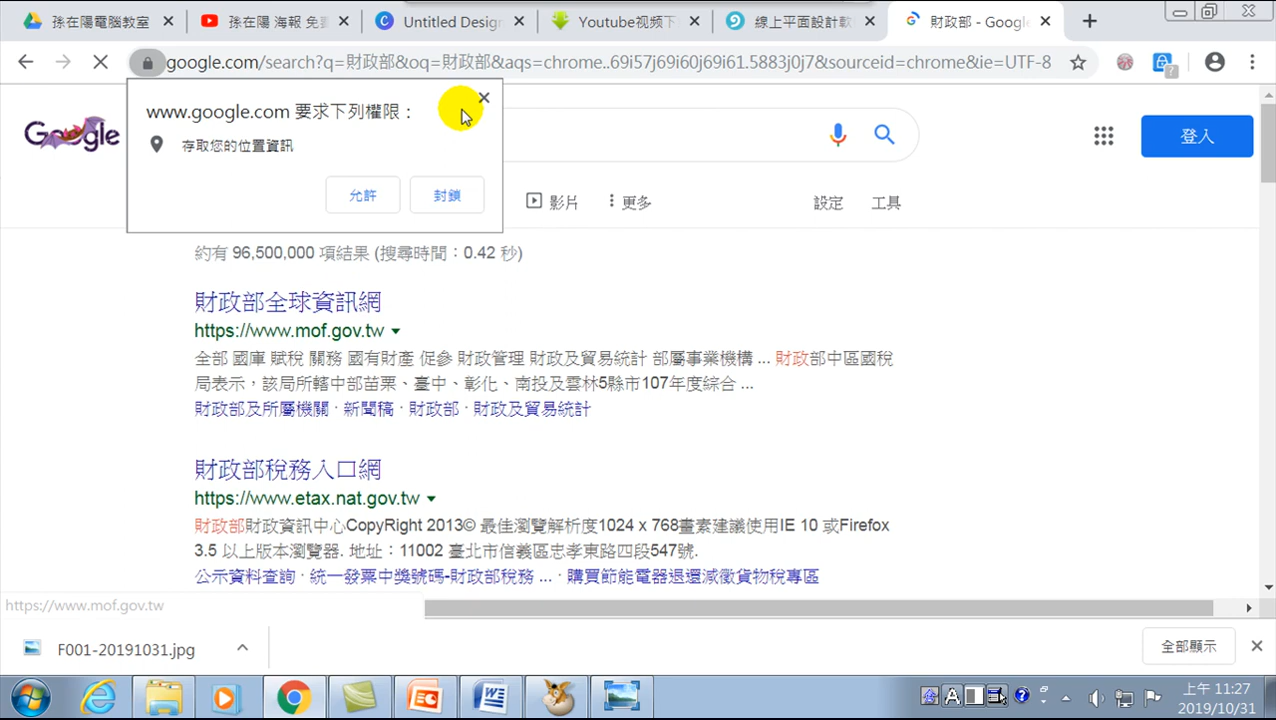 孫在陽電腦教室
孫在陽 海報 免
Untitled Desig
Youtube视频下
線上平面設計軟
財政部 - Googl
google.com/search?q=財政部&oq=財政部&aqs=chrome..69i57j69i60j69i61.5883j0j7&sourceid=chrome&ie=UTF-8
www.google.com 要求下列權限：
存取您的位置資訊
允許
封鎖
Google
登入
影片
更多
設定
工具
約有 96,500,000 項結果 (搜尋時間：0.42 秒)
財政部全球資訊網
https://www.mof.gov.tw
全部 國庫 賦稅 關務 國有財產 促參 財政管理 財政及貿易統計 部屬事業機構 ... 財政部中區國稅
局表示，該局所轄中部苗栗、臺中、彰化、南投及雲林5縣市107年度綜合 ...
財政部及所屬機關 · 新聞稿 · 財政部 · 財政及貿易統計
財政部稅務入口網
https://www.etax.nat.gov.tw
財政部財政資訊中心CopyRight 2013© 最佳瀏覽解析度1024 x 768畫素建議使用IE 10 或Firefox
3.5 以上版本瀏覽器. 地址：11002 臺北市信義區忠孝東路四段547號.
公示資料查詢 · 統一發票中獎號碼-財政部稅務 ... · 購買節能電器退還減徵貨物稅專區
https://www.mof.gov.tw
F001-20191031.jpg
全部顯示
上午 11:27
2019/10/31